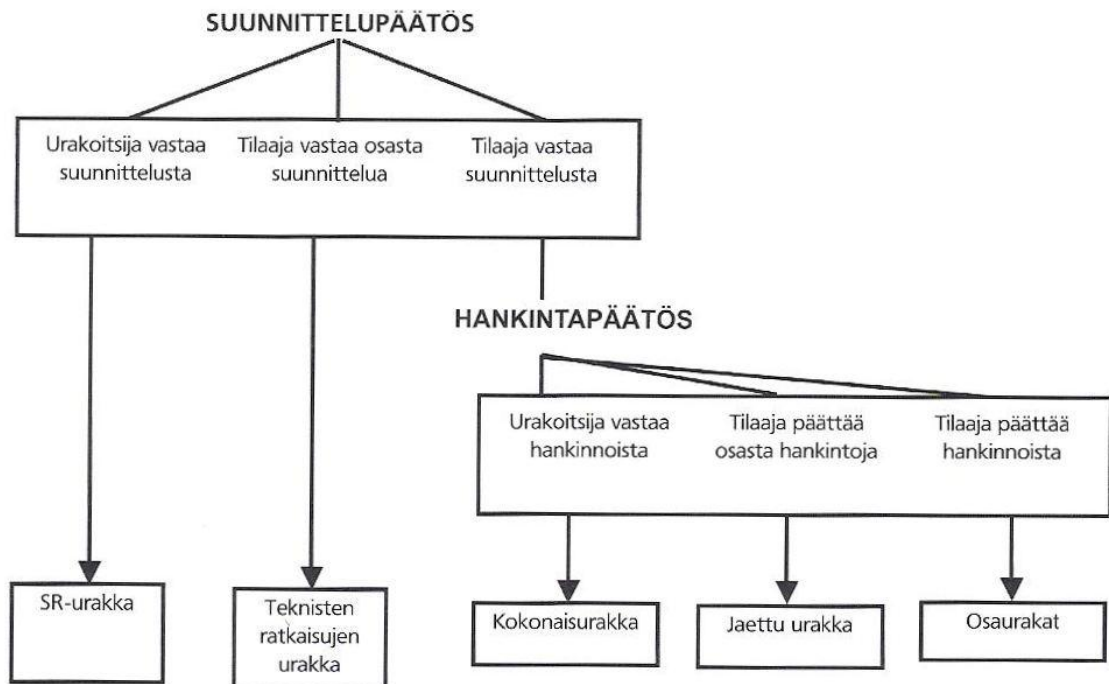 SUUNNITTELUPÄÄTÖS
Urakoitsija vastaa
suunnittelusta
Tilaaja vastaa osasta
suunnittelua
Tilaaja vastaa
suunnittelusta
HANKINTAPÄÄTÖS
Urakoitsija vastaa
hankinnoista
Tilaaja päättää
osasta hankintoja
Tilaaja päättää
hankinnoista
SR-urakka
Teknisten
ratkaisujen
urakka
Kokonaisurakka
Jaettu urakka
Osaurakat